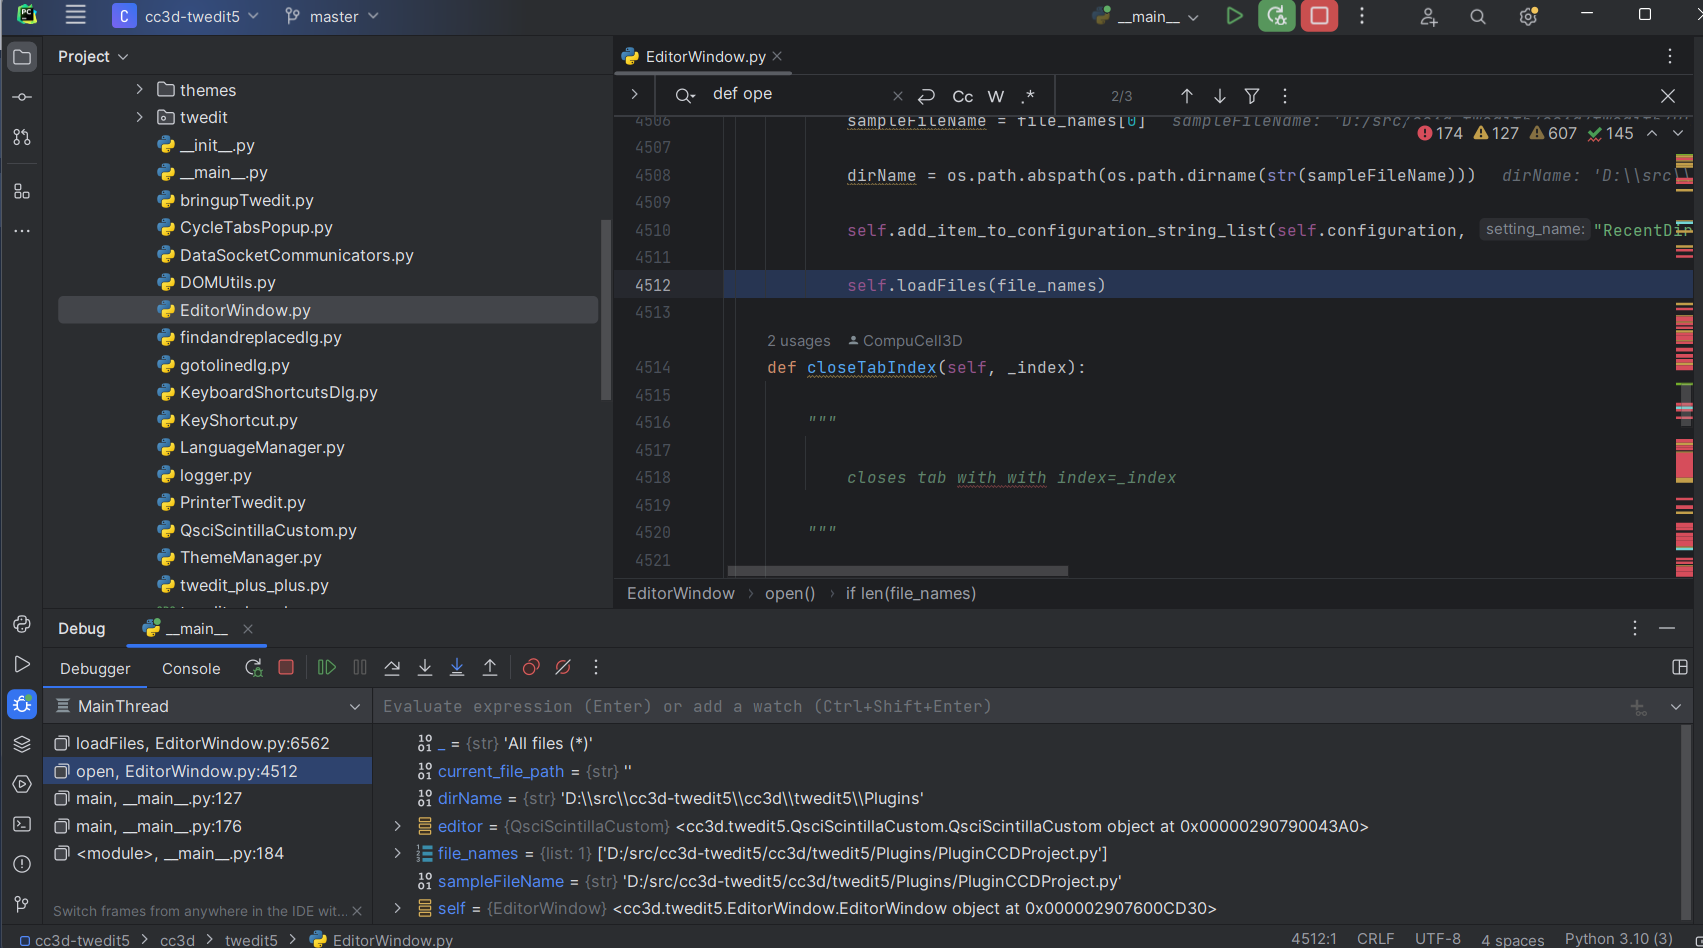 PC
C cc3d-twedit5 master __main__
Project
themes
twedit
__init__.py
__main__.py
bringupTwedit.py
CycleTabsPopup.py
DataSocketCommunicators.py
DOMUtils.py
EditorWindow.py
findandreplacedlg.py
gotolinedlg.py
KeyboardShortcutsDlg.py
KeyShortcut.py
LanguageManager.py
logger.py
PrinterTwedit.py
QsciScintillaCustom.py
ThemeManager.py
twedit_plus_plus.py
EditorWindow.py
def ope Cc W .* 2/3
4506 sampleFileName = file_names[0] sampleFileName:
174 127 607 145
4507
4508 dirName = os.path.abspath(os.path.dirname(str(sampleFileName))) dirName: 'D:\\src\\
4509
4510 self.add_item_to_configuration_string_list(self.configuration, setting_name: "RecentDir
4511
4512 self.loadFiles(file_names)
4513
2 usages CompuCell3D
4514 def closeTabIndex(self, _index):
4515
4516 """
4517
4518 closes tab with with index=_index
4519
4520 """
4521
EditorWindow › open() › if len(file_names)
Debug __main__
Debugger Console
MainThread
Evaluate expression (Enter) or add a watch (Ctrl+Shift+Enter)
loadFiles, EditorWindow.py:6562
open, EditorWindow.py:4512
main, __main__.py:127
main, __main__.py:176
<module>, __main__.py:184
Switch frames from anywhere in the IDE wit...
_ = {str} 'All files (*)'
current_file_path = {str} ''
dirName = {str} 'D:\\src\\cc3d-twedit5\\cc3d\\twedit5\\Plugins'
editor = {QsciScintillaCustom} <cc3d.twedit5.QsciScintillaCustom.QsciScintillaCustom object at 0x00000290790043A0>
file_names = {list: 1} ['D:/src/cc3d-twedit5/cc3d/twedit5/Plugins/PluginCCDProject.py']
sampleFileName = {str} 'D:/src/cc3d-twedit5/cc3d/twedit5/Plugins/PluginCCDProject.py'
self = {EditorWindow} <cc3d.twedit5.EditorWindow.EditorWindow object at 0x000002907600CD30>
cc3d-twedit5 > cc3d > twedit5 > EditorWindow.py
4512:1 CRLF UTF-8 4 spaces Python 3.10 (3)